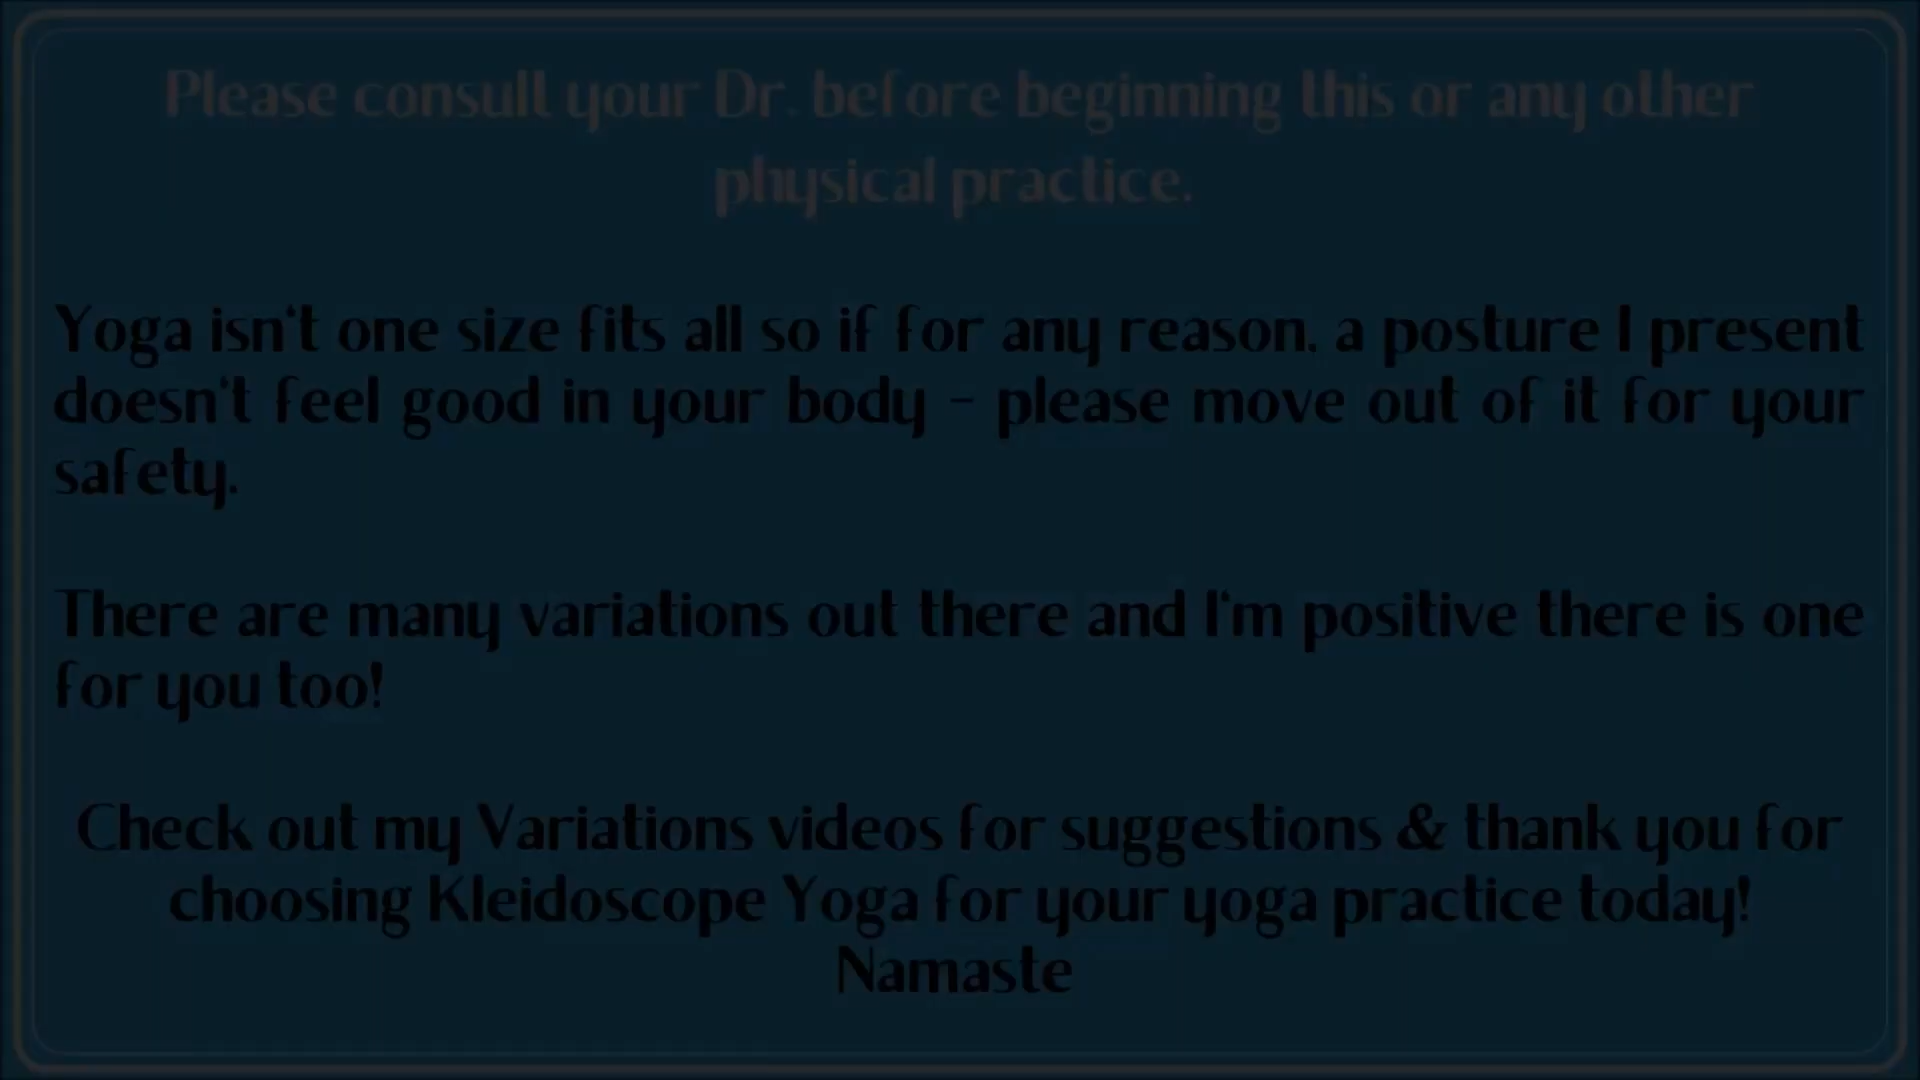 Please consult your Dr. before beginning this or any other
physical practice.
Yoga isn't one size fits all so if for any reason, a posture I present
doesn't feel good in your body - please move out of it for your
safety.
There are many variations out there and I'm positive there is one
for you too!
Check out my Variations videos for suggestions & thank you for
choosing Kleidoscope Yoga for your yoga practice today!
Namaste